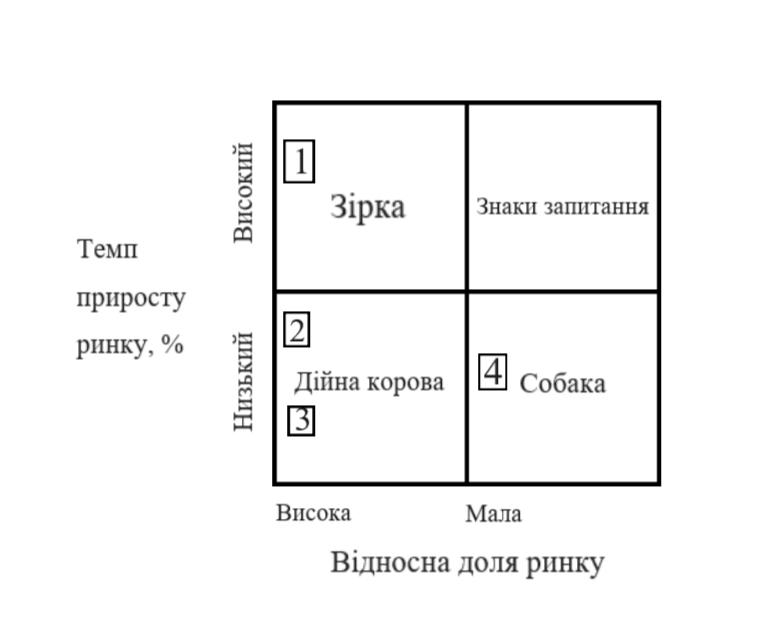 Високий
1
Зірка
Знаки запитання
Темп
приросту
ринку, %
Низький
2
Дійна корова
3
4
Собака
Висока
Мала
Відносна доля ринку